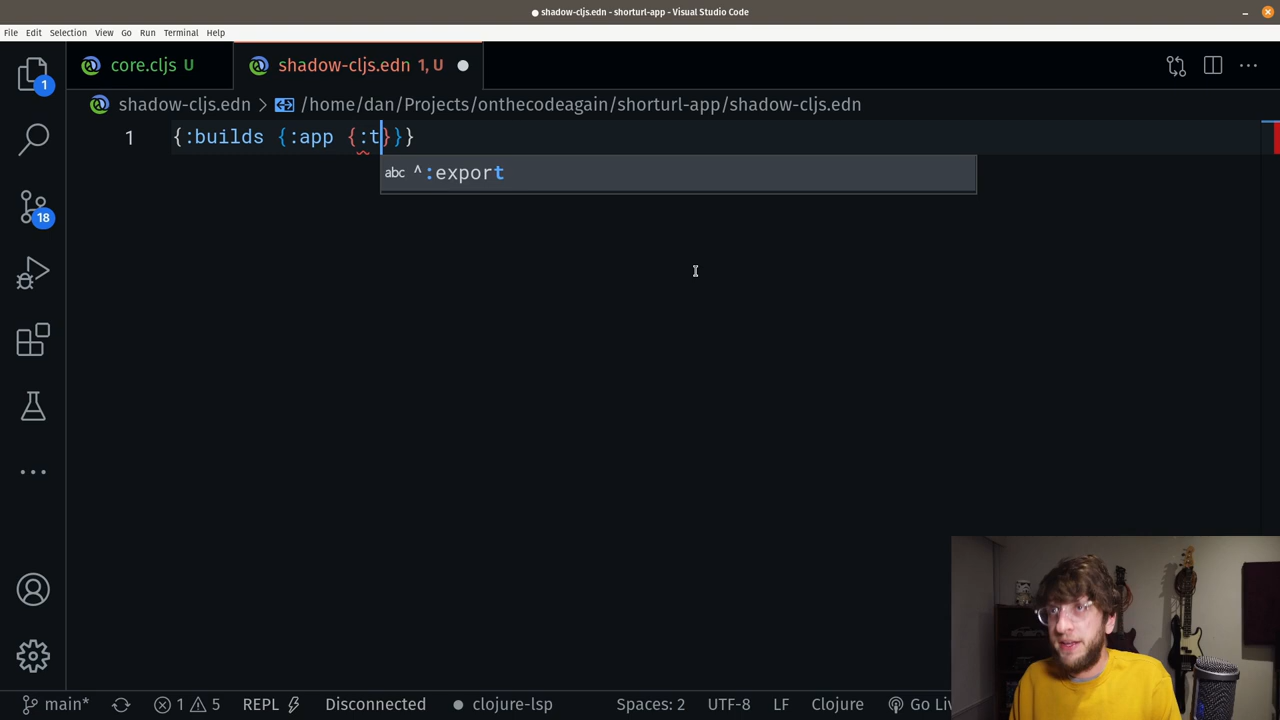 ● shadow-cljs.edn - shorturl-app - Visual Studio Code
File Edit Selection View Go Run Terminal Help
core.cljs U
shadow-cljs.edn 1, U ●
shadow-cljs.edn > /home/dan/Projects/onthecodeagain/shorturl-app/shadow-cljs.edn
1 {:builds {:app {:t}}}
abc ^:export
1
18
main* 1 5 REPL Disconnected clojure-lsp Spaces: 2 UTF-8 LF Clojure Go Li